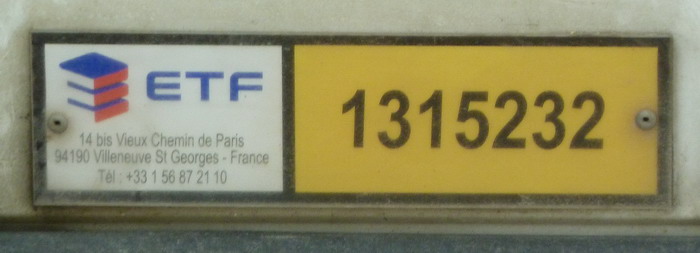 ETF
14 bis Vieux Chemin de Paris
94190 Villeneuve St Georges - France
Tél : +33 1 56 87 21 10
1315232